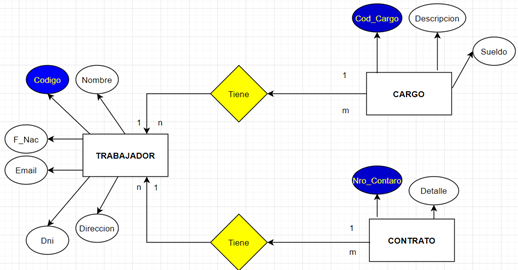 Cod_Cargo
Descripcion
Sueldo
Codigo
Nombre
Tiene
1
m
CARGO
1 n
F_Nac
TRABAJADOR
Email
n 1
Nro_Contaro
Detalle
Dni
Direccion
Tiene
1
m
CONTRATO